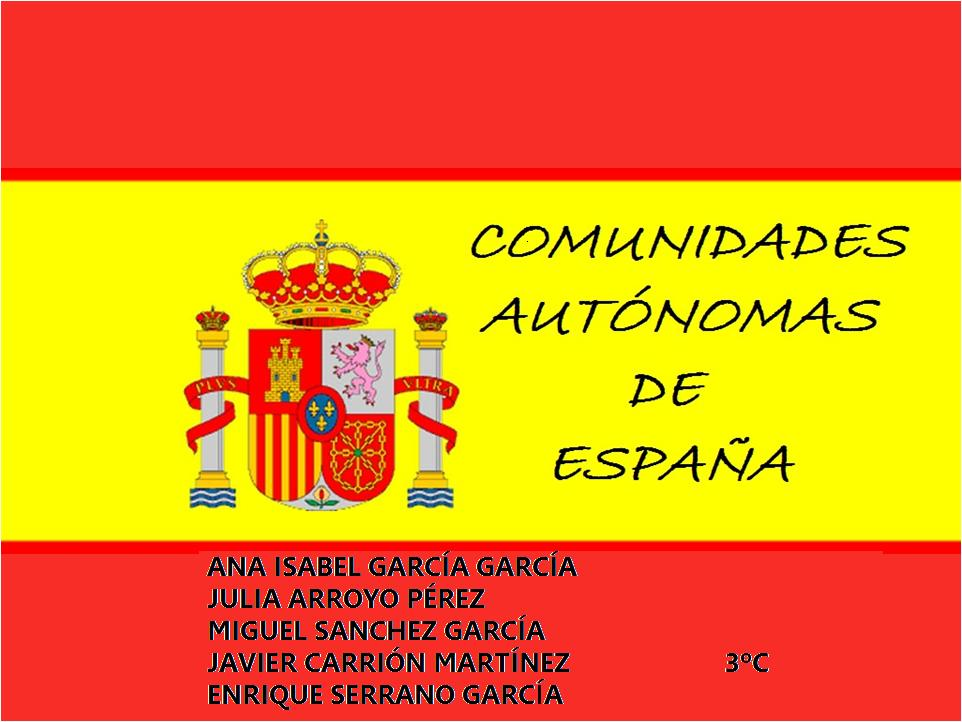 COMUNIDADES
AUTÓNOMAS
DE
ESPAÑA
PLVS VLTRA
ANA ISABEL GARCÍA GARCÍA
JULIA ARROYO PÉREZ
MIGUEL SANCHEZ GARCÍA
JAVIER CARRIÓN MARTÍNEZ 3ºC
ENRIQUE SERRANO GARCÍA